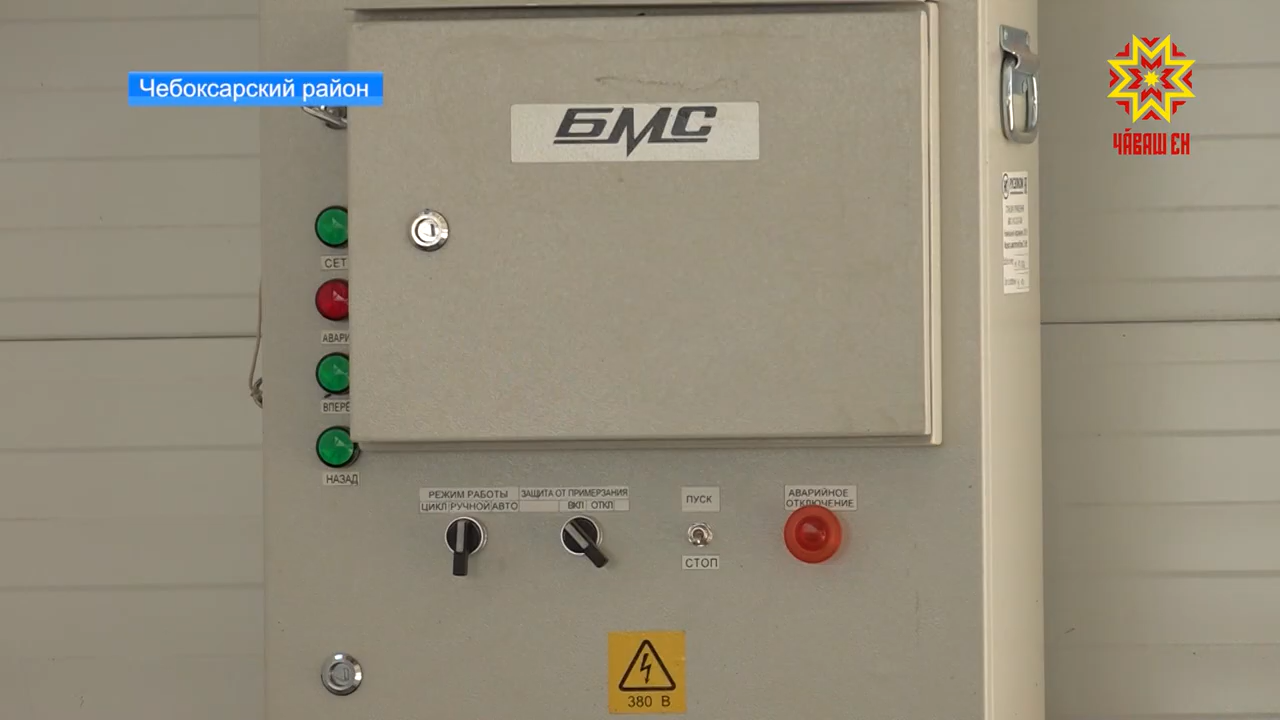 Чебоксарский район
ЧӐВАШ ЕН
БМС
СЕТ
АВАРИ
ВПЕРЁ
НАЗАД
РЕЖИМ РАБОТЫ
ЦИКЛ РУЧНОЙ АВТО
ЗАЩИТА ОТ ПРИМЕРЗАНИЯ
ВКЛ ОТКЛ
ПУСК
СТОП
АВАРИЙНОЕ
ОТКЛЮЧЕНИЕ
380 В